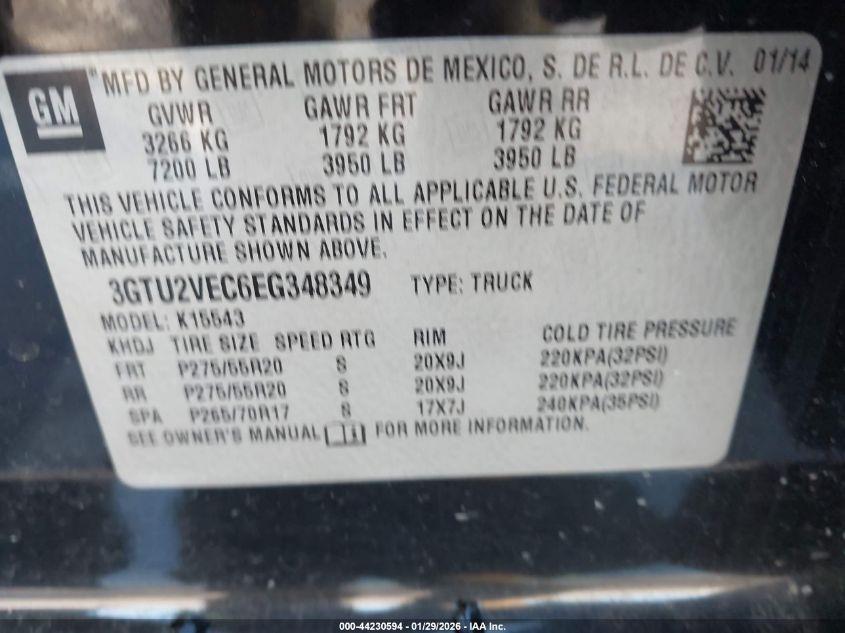 GM
MFD BY GENERAL MOTORS DE MEXICO, S. DE R.L. DE C.V. 01/14
GVWR GAWR FRT GAWR RR
3266 KG 1792 KG 1792 KG
7200 LB 3950 LB 3950 LB
THIS VEHICLE CONFORMS TO ALL APPLICABLE U.S. FEDERAL MOTOR
VEHICLE SAFETY STANDARDS IN EFFECT ON THE DATE OF
MANUFACTURE SHOWN ABOVE.
3GTU2VEC6EG348349 TYPE: TRUCK
MODEL: K15543
KHDJ TIRE SIZE SPEED RTG RIM COLD TIRE PRESSURE
FRT P275/55R20 S 20X9J 220KPA(32PSI)
RR P275/55R20 S 20X9J 220KPA(32PSI)
SPA P265/70R17 S 17X7J 240KPA(35PSI)
SEE OWNER'S MANUAL FOR MORE INFORMATION.
000-44230594 - 01/29/2026 - IAA Inc.